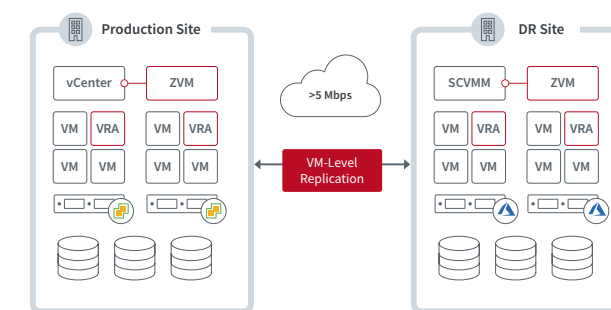 Production Site
DR Site
vCenter
ZVM
>5 Mbps
SCVMM
ZVM
VM
VRA
VM
VRA
VM
VRA
VM
VRA
VM-Level
Replication
VM
VM
VM
VM
VM
VM
VM
VM